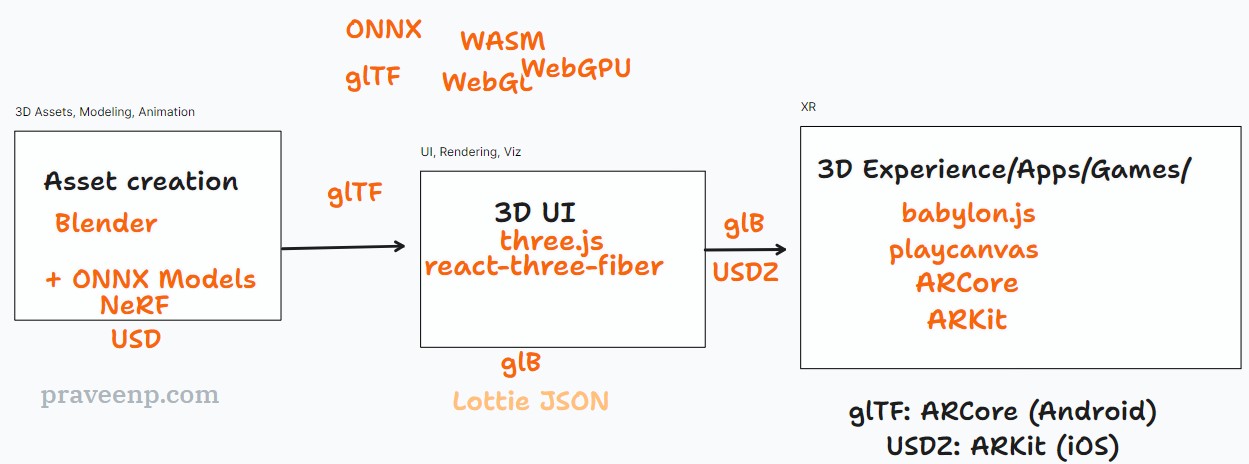 ONNX
WASM
glTF
WebGL
WebGPU
3D Assets, Modeling, Animation
Asset creation
Blender
+ ONNX Models
NeRF
USD
praveenp.com
glTF
UI, Rendering, Viz
3D UI
three.js
react-three-fiber
glB
Lottie JSON
glB
USDZ
XR
3D Experience/Apps/Games/
babylon.js
playcanvas
ARCore
ARKit
glTF: ARCore (Android)
USDZ: ARKit (iOS)